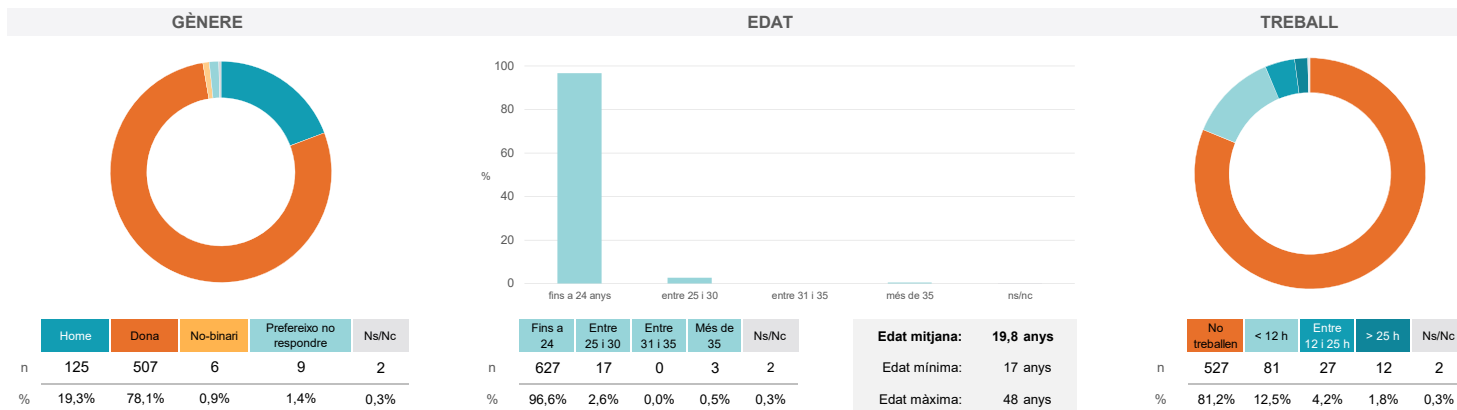 GÈNERE
EDAT
TREBALL
100
80
60
%
40
20
0
fins a 24 anys entre 25 i 30 entre 31 i 35 més de 35 ns/nc
Home Dona No-binari Prefereixo no
respondre Ns/Nc
n 125 507 6 9 2
% 19,3% 78,1% 0,9% 1,4% 0,3%
Fins a
24 Entre
25 i 30 Entre
31 i 35 Més de
35 Ns/Nc
n 627 17 0 3 2
% 96,6% 2,6% 0,0% 0,5% 0,3%
Edat mitjana: 19,8 anys
Edat mínima: 17 anys
Edat màxima: 48 anys
No
treballen < 12 h Entre
12 i 25 h > 25 h Ns/Nc
n 527 81 27 12 2
% 81,2% 12,5% 4,2% 1,8% 0,3%